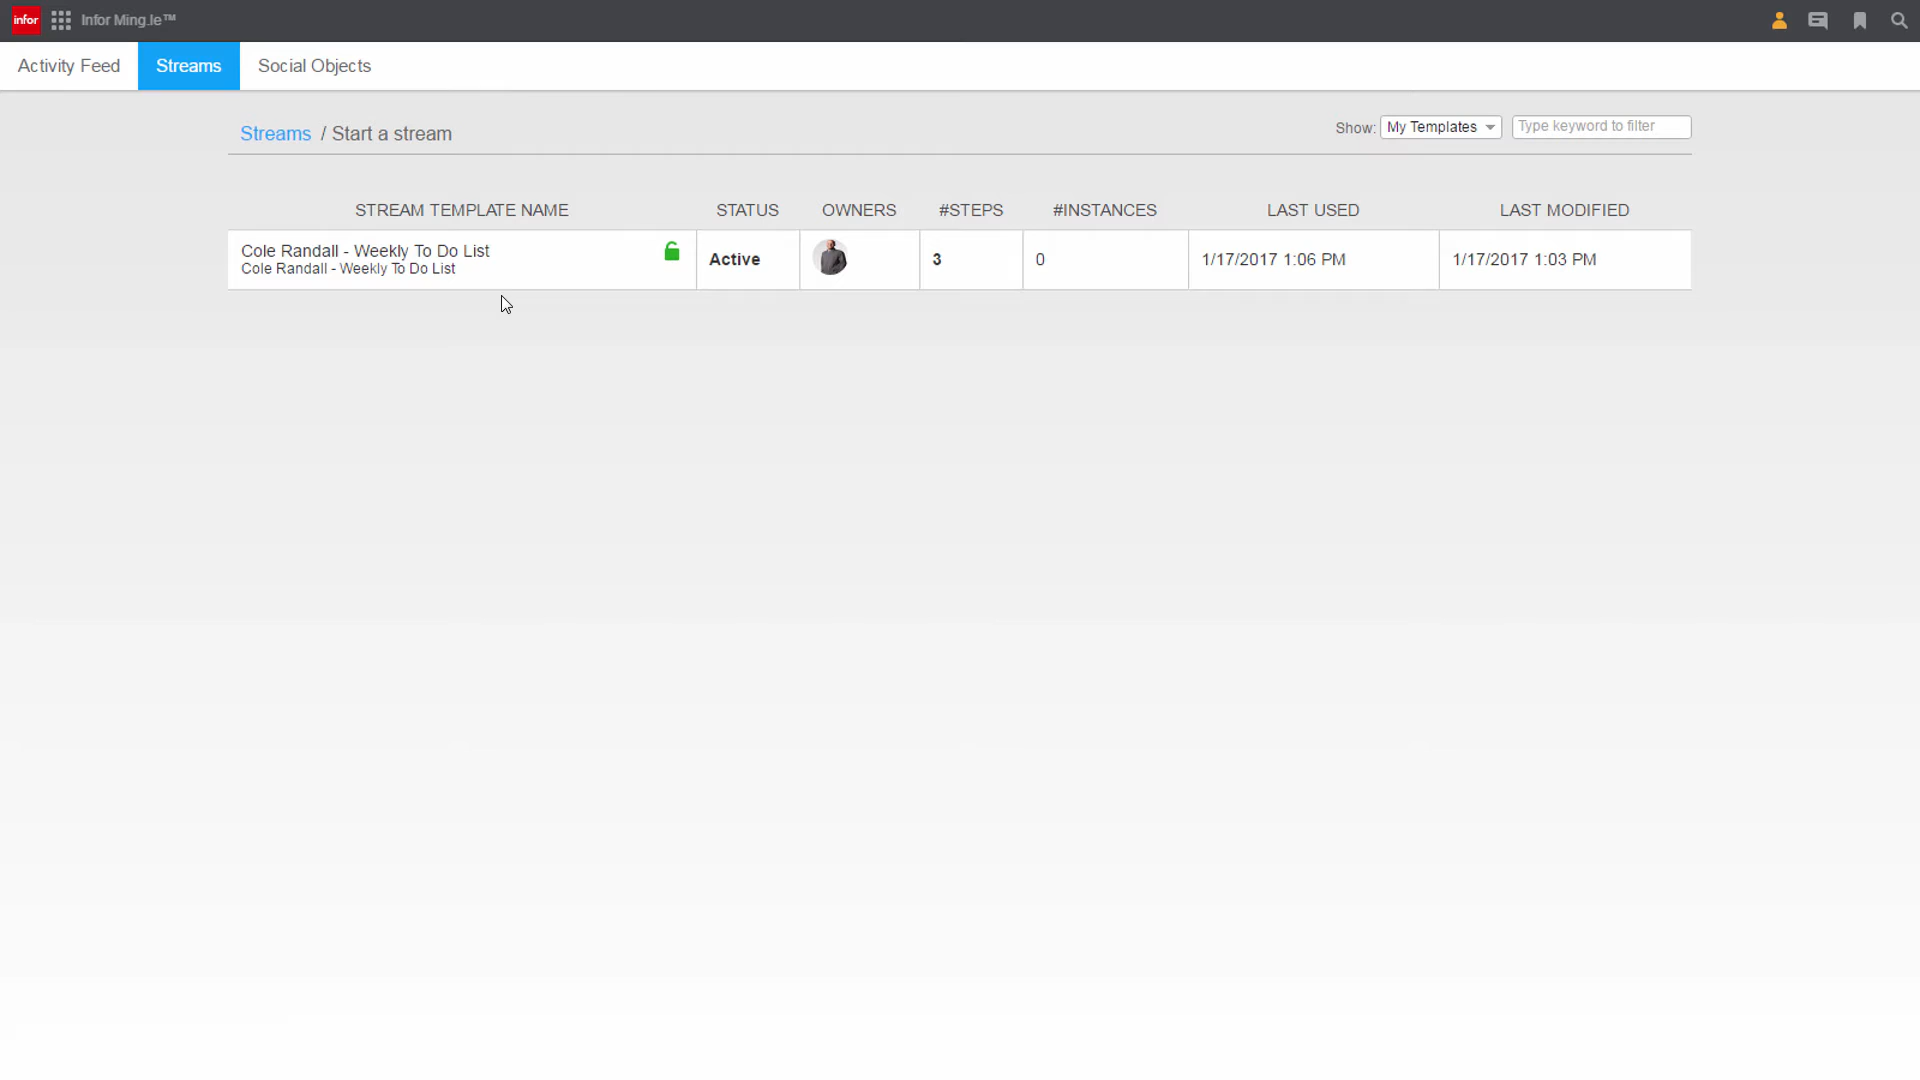 infor Infor Ming.le™
Activity Feed Streams Social Objects
Streams / Start a stream Show: My Templates Type keyword to filter
STREAM TEMPLATE NAME STATUS OWNERS #STEPS #INSTANCES LAST USED LAST MODIFIED
Cole Randall - Weekly To Do List
Cole Randall - Weekly To Do List
Active 3 0 1/17/2017 1:06 PM 1/17/2017 1:03 PM